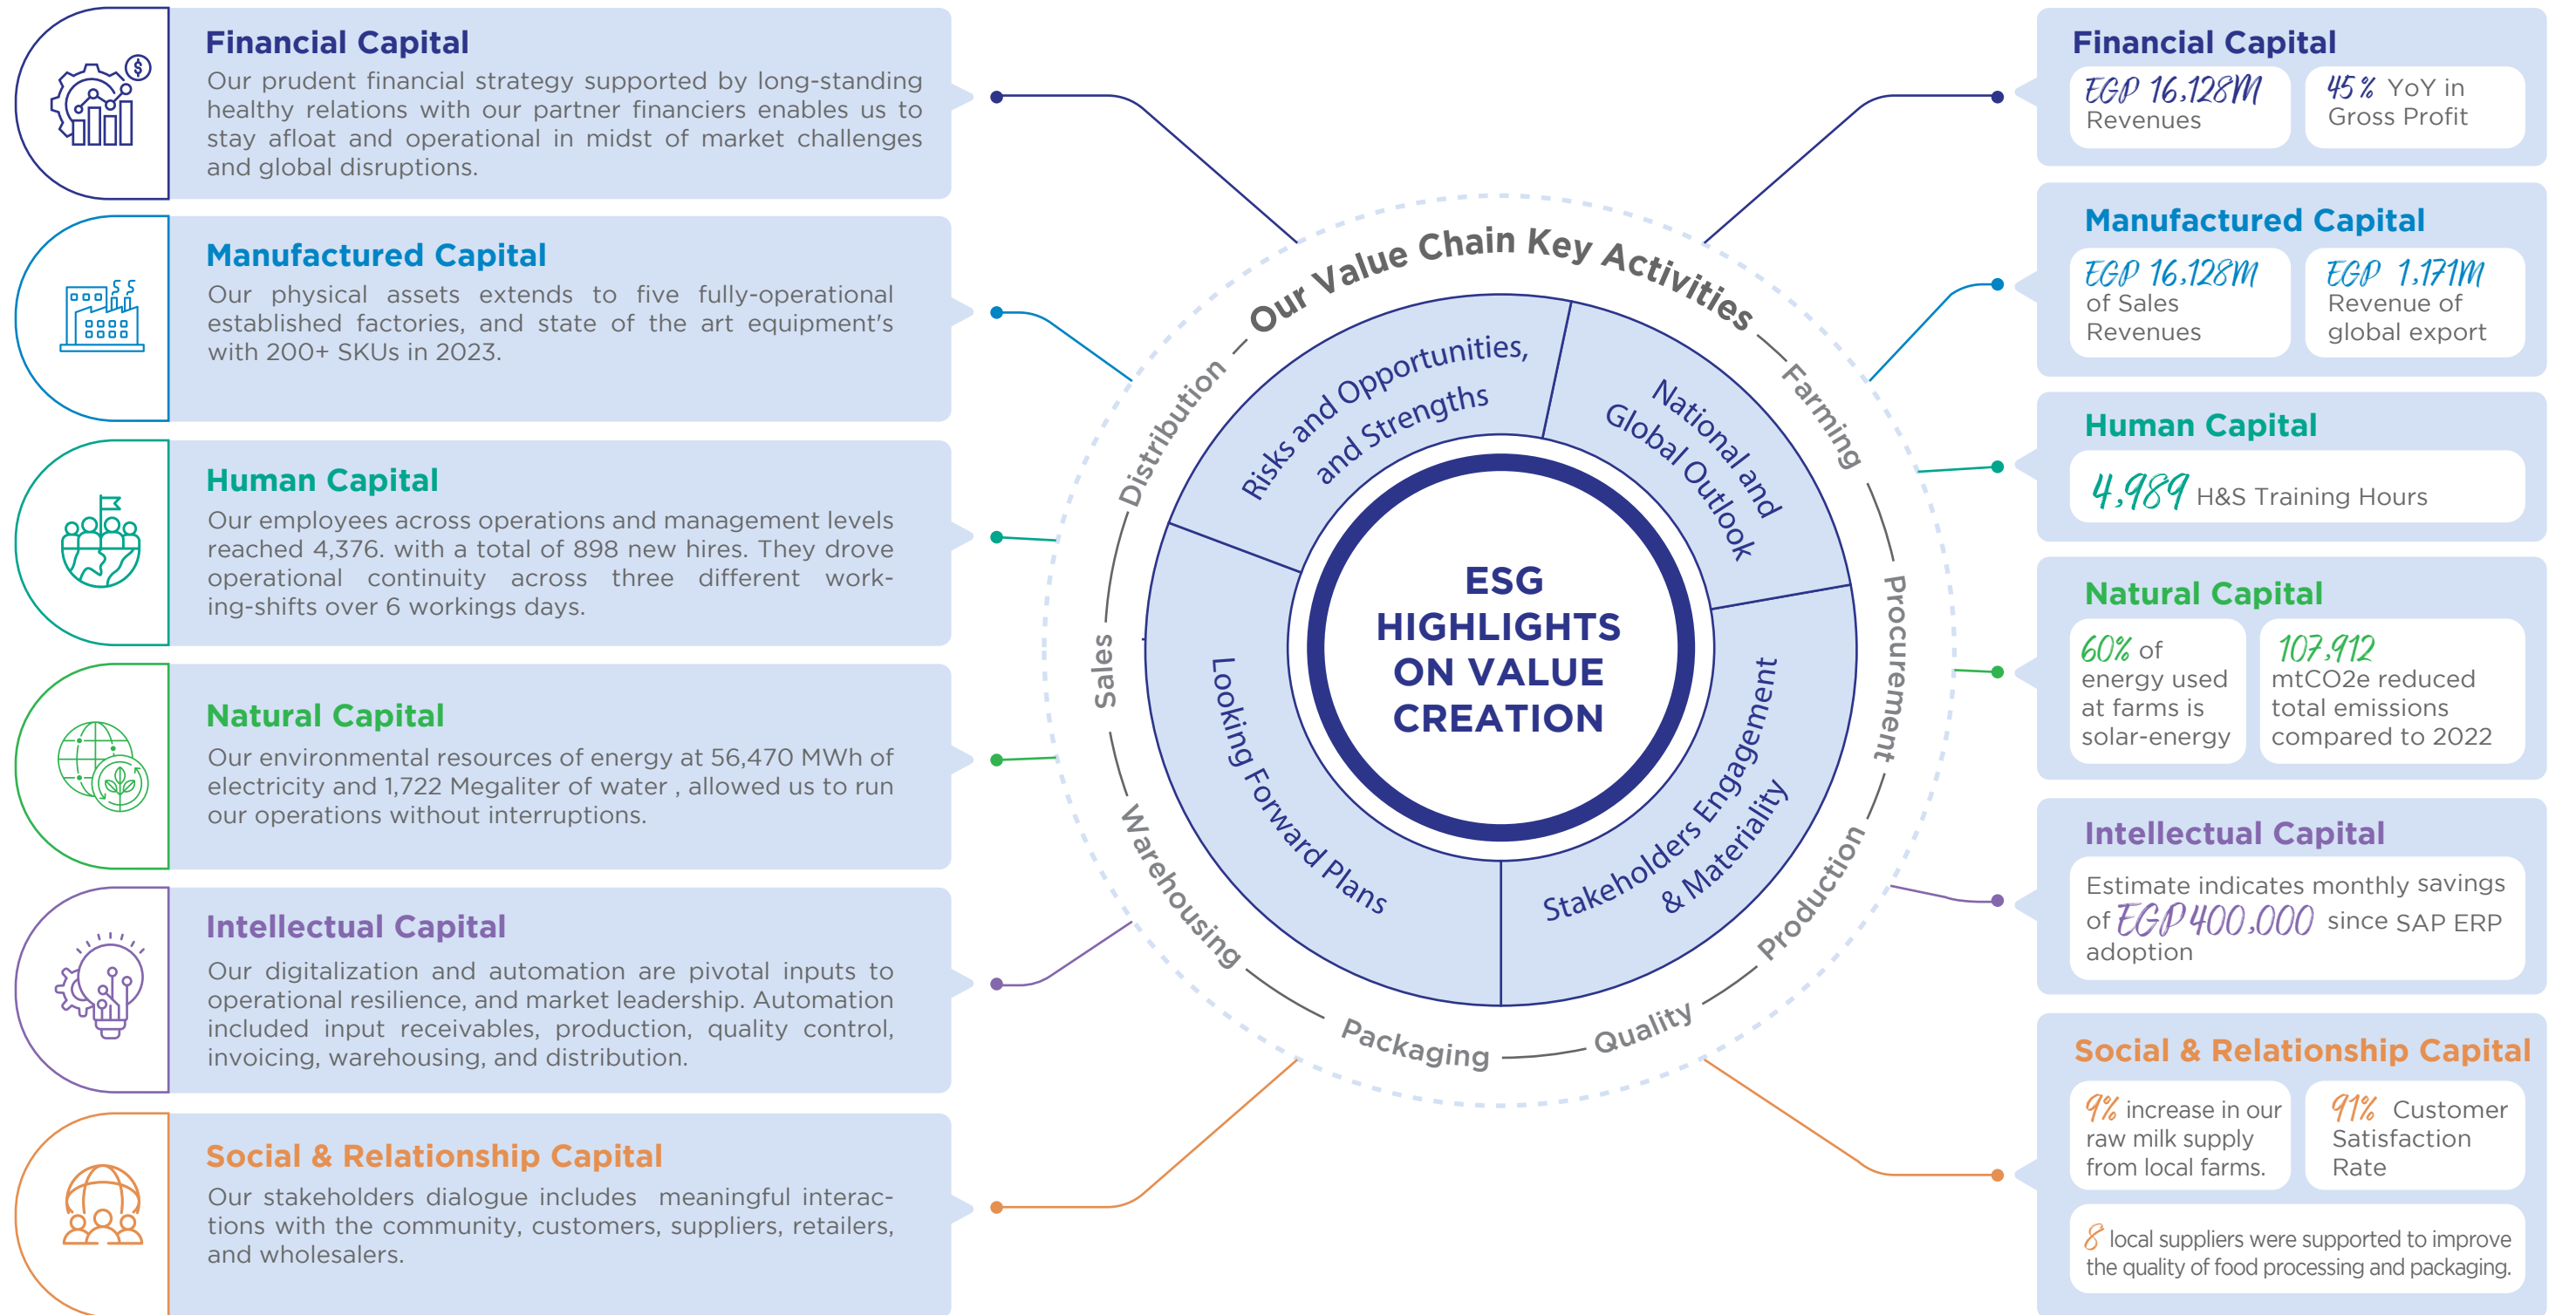 Financial Capital
Our prudent financial strategy supported by long-standing
healthy relations with our partner financiers enables us to
stay afloat and operational in midst of market challenges
and global disruptions.
Manufactured Capital
Our physical assets extends to five fully-operational
established factories, and state of the art equipment's
with 200+ SKUs in 2023.
Human Capital
Our employees across operations and management levels
reached 4,376. with a total of 898 new hires. They drove
operational continuity across three different work-
ing-shifts over 6 workings days.
Natural Capital
Our environmental resources of energy at 56,470 MWh of
electricity and 1,722 Megaliter of water , allowed us to run
our operations without interruptions.
Intellectual Capital
Our digitalization and automation are pivotal inputs to
operational resilience, and market leadership. Automation
included input receivables, production, quality control,
invoicing, warehousing, and distribution.
Social & Relationship Capital
Our stakeholders dialogue includes meaningful interac-
tions with the community, customers, suppliers, retailers,
and wholesalers.
Our Value Chain Key Activities
Farming
Procurement
Production
Quality
Packaging
Warehousing
Sales
Distribution
Risks and Opportunities,
and Strengths
National and
Global Outlook
Stakeholders Engagement
& Materiality
Looking Forward Plans
ESG
HIGHLIGHTS
ON VALUE
CREATION
Financial Capital
EGP 16,128M
Revenues
45% YoY in
Gross Profit
Manufactured Capital
EGP 16,128M
of Sales
Revenues
EGP 1,171M
Revenue of
global export
Human Capital
4,989 H&S Training Hours
Natural Capital
60% of
energy used
at farms is
solar-energy
107,912
mtCO2e reduced
total emissions
compared to 2022
Intellectual Capital
Estimate indicates monthly savings
of EGP 400,000 since SAP ERP
adoption
Social & Relationship Capital
9% increase in our
raw milk supply
from local farms.
91% Customer
Satisfaction
Rate
8 local suppliers were supported to improve
the quality of food processing and packaging.